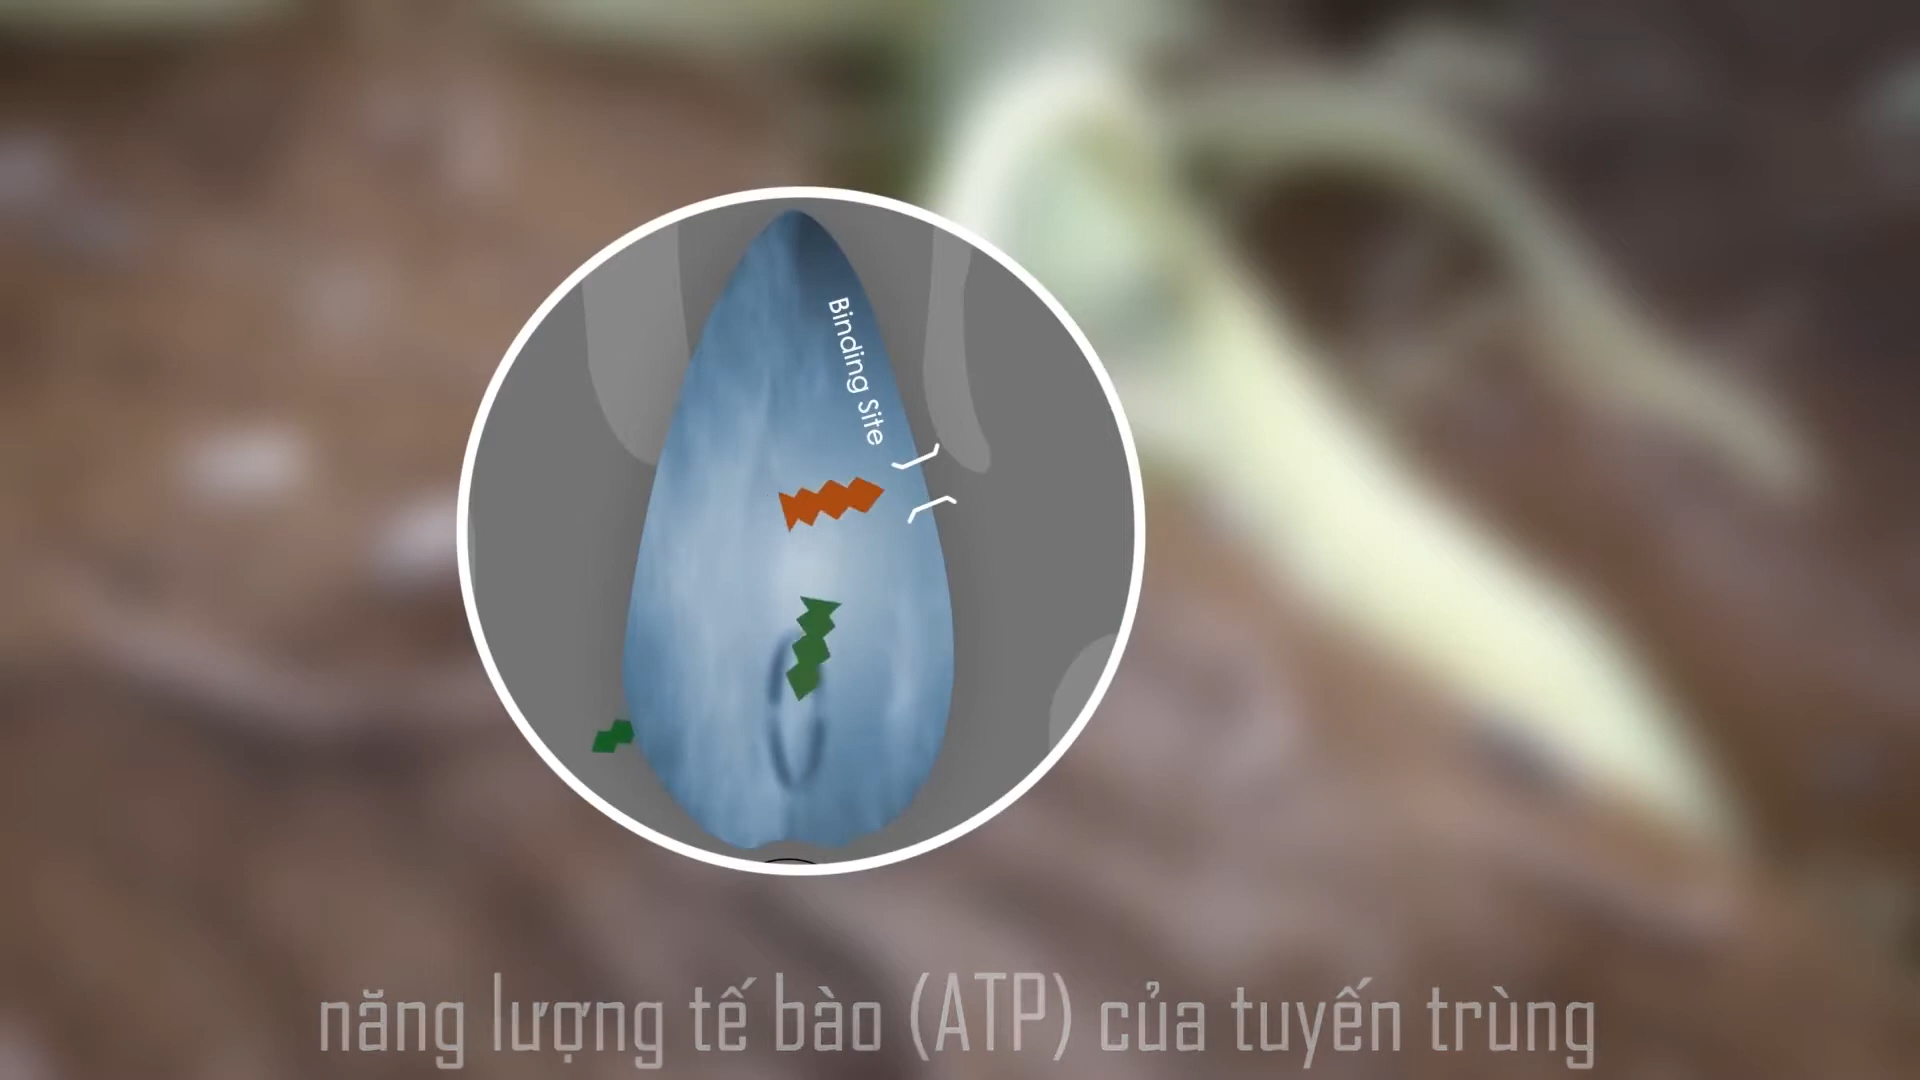 Binding Site
năng lượng tế bào (ATP) của tuyến trùng